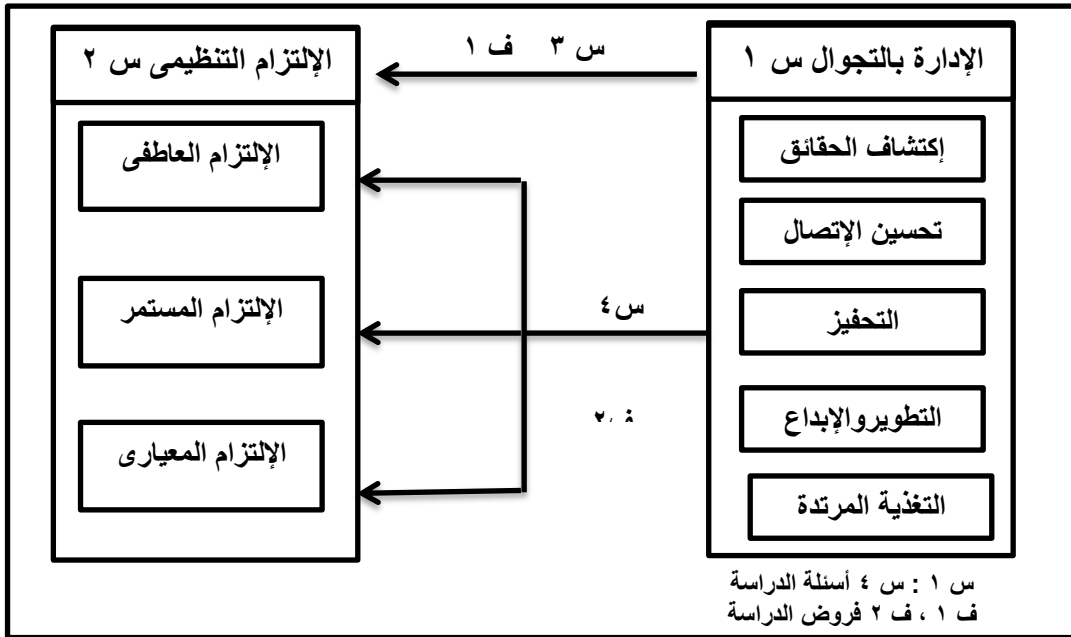 الإدارة بالتجوال س ١
إكتشاف الحقائق
تحسين الإتصال
التحفيز
التطويروالإبداع
التغذية المرتدة
س ٣ ف ١
س٤
ف٢
الإلتزام التنظيمى س ٢
الإلتزام العاطفى
الإلتزام المستمر
الإلتزام المعيارى
س ١ : س ٤ أسئلة الدراسة
ف ١ ، ف ٢ فروض الدراسة